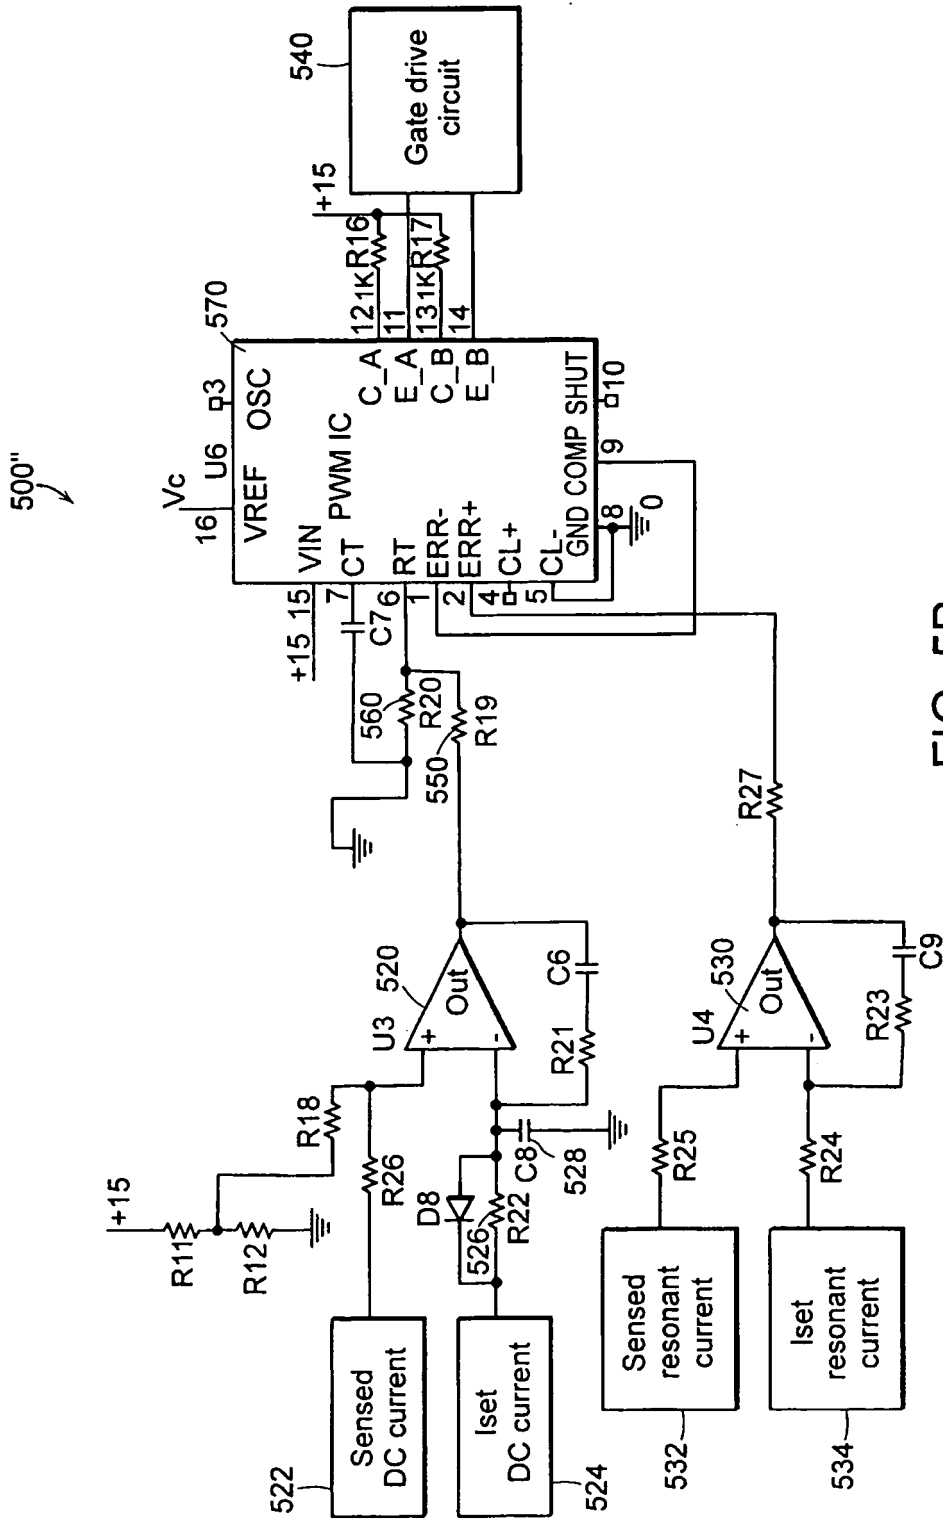 500"
+15
R11
R12
R18
R26
522
Sensed
DC current
524
Iset
DC current
D8
526
R22
C8
528
U3
520
+
Out
-
R21
C6
532
Sensed
resonant
current
534
Iset
resonant
current
R25
R24
U4
530
+
Out
-
R23
C9
R27
550
R19
560
R20
C7
+15
Vc
16
15
7
6
1
2
4
5
U6
3
570
VREF
OSC
VIN
PWM IC
CT
RT
ERR-
ERR+
CL+
CL-
GND
COMP
SHUT
8
0
9
10
C_A
E_A
C_B
E_B
12
11
13
14
1K
R16
1K
R17
+15
540
Gate drive
circuit